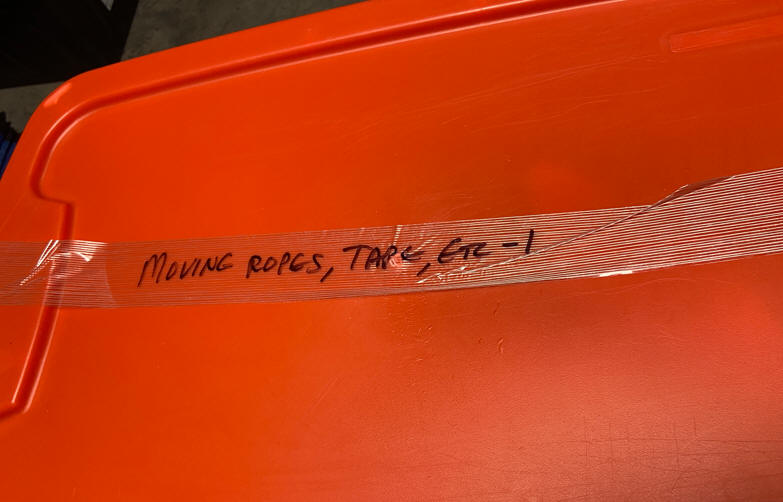 MOVING ROPES, TAPE, ETC -1